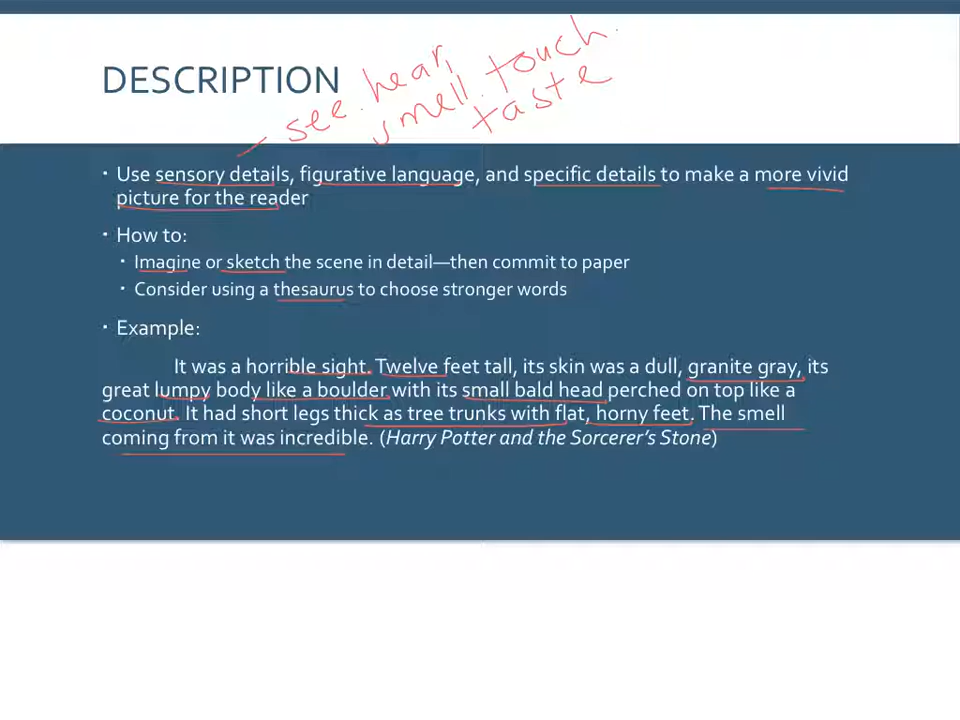 DESCRIPTION
see. hear,
smell. touch.
taste
• Use sensory details, figurative language, and specific details to make a more vivid
picture for the reader
• How to:
• Imagine or sketch the scene in detail—then commit to paper
• Consider using a thesaurus to choose stronger words
• Example:
It was a horrible sight. Twelve feet tall, its skin was a dull, granite gray, its
great lumpy body like a boulder with its small bald head perched on top like a
coconut. It had short legs thick as tree trunks with flat, horny feet. The smell
coming from it was incredible. (Harry Potter and the Sorcerer's Stone)